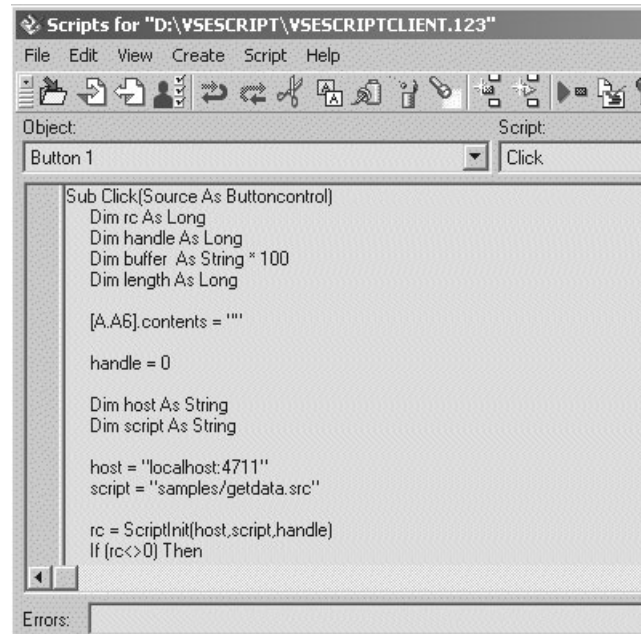 Scripts for "D:\VSESCRIPT\VSESCRIPTCLIENT.123"
File Edit View Create Script Help
Object: Script:
Button 1 Click
Sub Click(Source As Buttoncontrol)
Dim rc As Long
Dim handle As Long
Dim buffer As String * 100
Dim length As Long
[A:A6].contents = ""
handle = 0
Dim host As String
Dim script As String
host = "localhost:4711"
script = "samples/getdata.src"
rc = ScriptInit(host,script,handle)
If (rc<>0) Then
Errors: